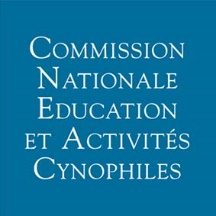 COMMISSION
NATIONALE
EDUCATION
ET ACTIVITÉS
CYNOPHILES